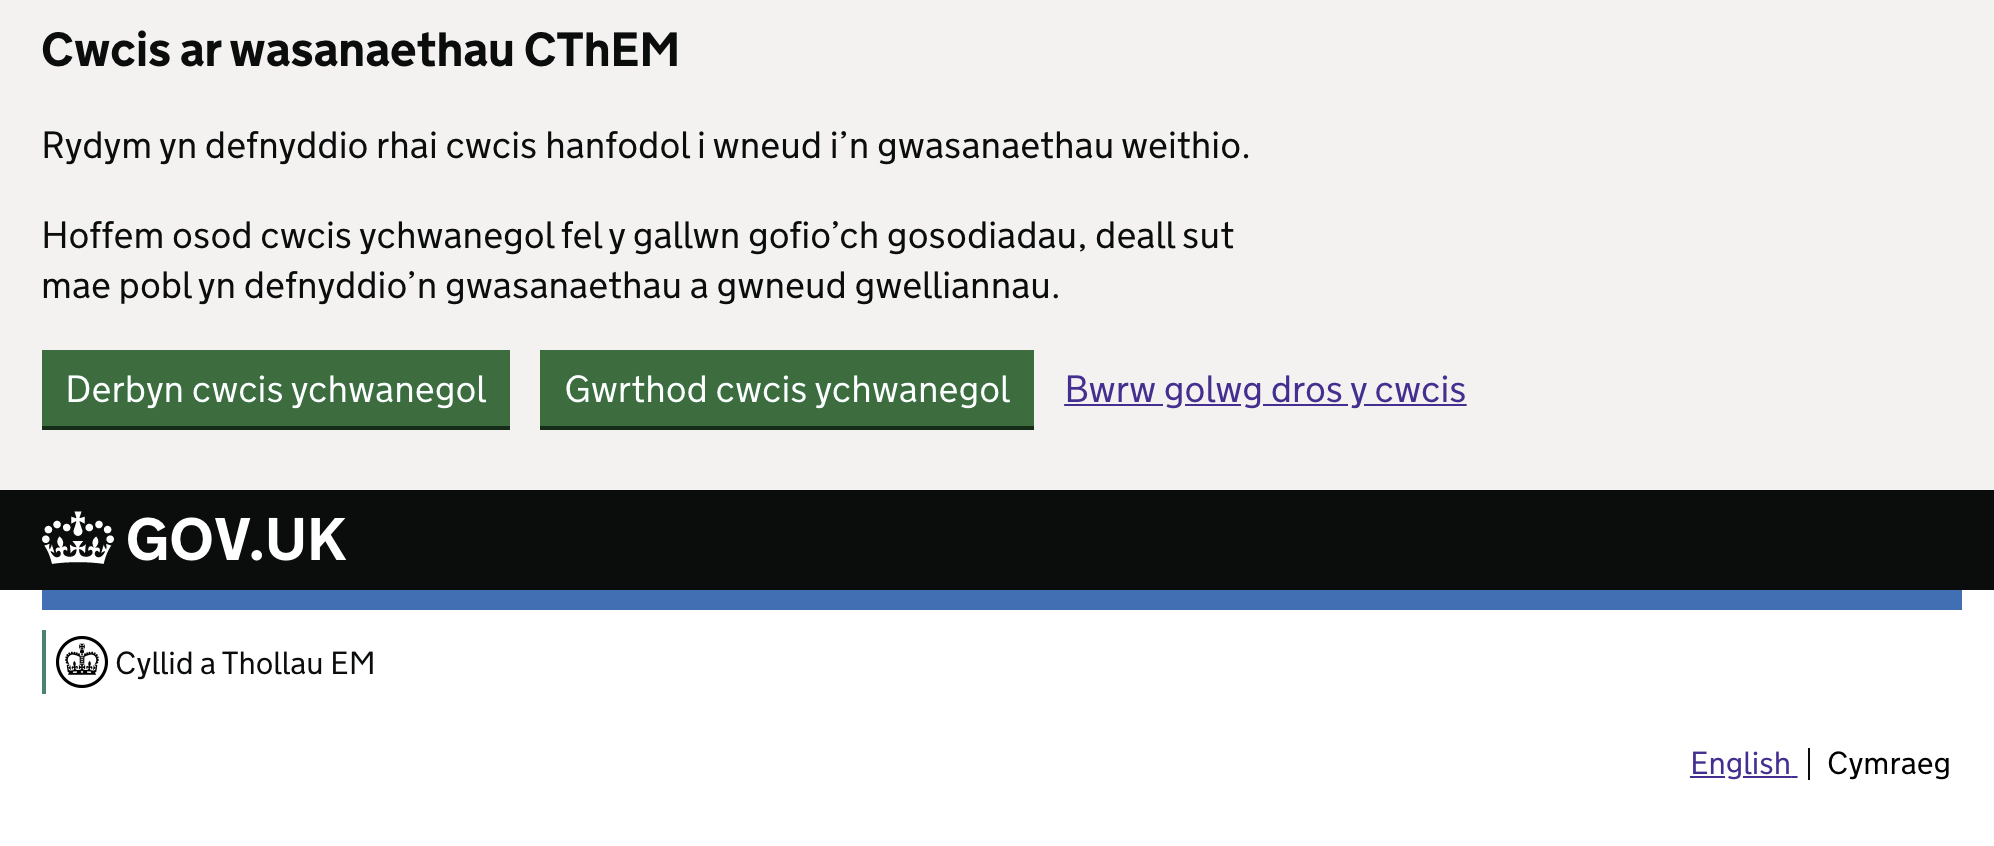 Cwcis ar wasanaethau CThEM
Rydym yn defnyddio rhai cwcis hanfodol i wneud i’n gwasanaethau weithio.
Hoffem osod cwcis ychwanegol fel y gallwn gofio’ch gosodiadau, deall sut
mae pobl yn defnyddio’n gwasanaethau a gwneud gwelliannau.
Derbyn cwcis ychwanegol Gwrthod cwcis ychwanegol Bwrw golwg dros y cwcis
GOV.UK
Cyllid a Thollau EM
English Cymraeg